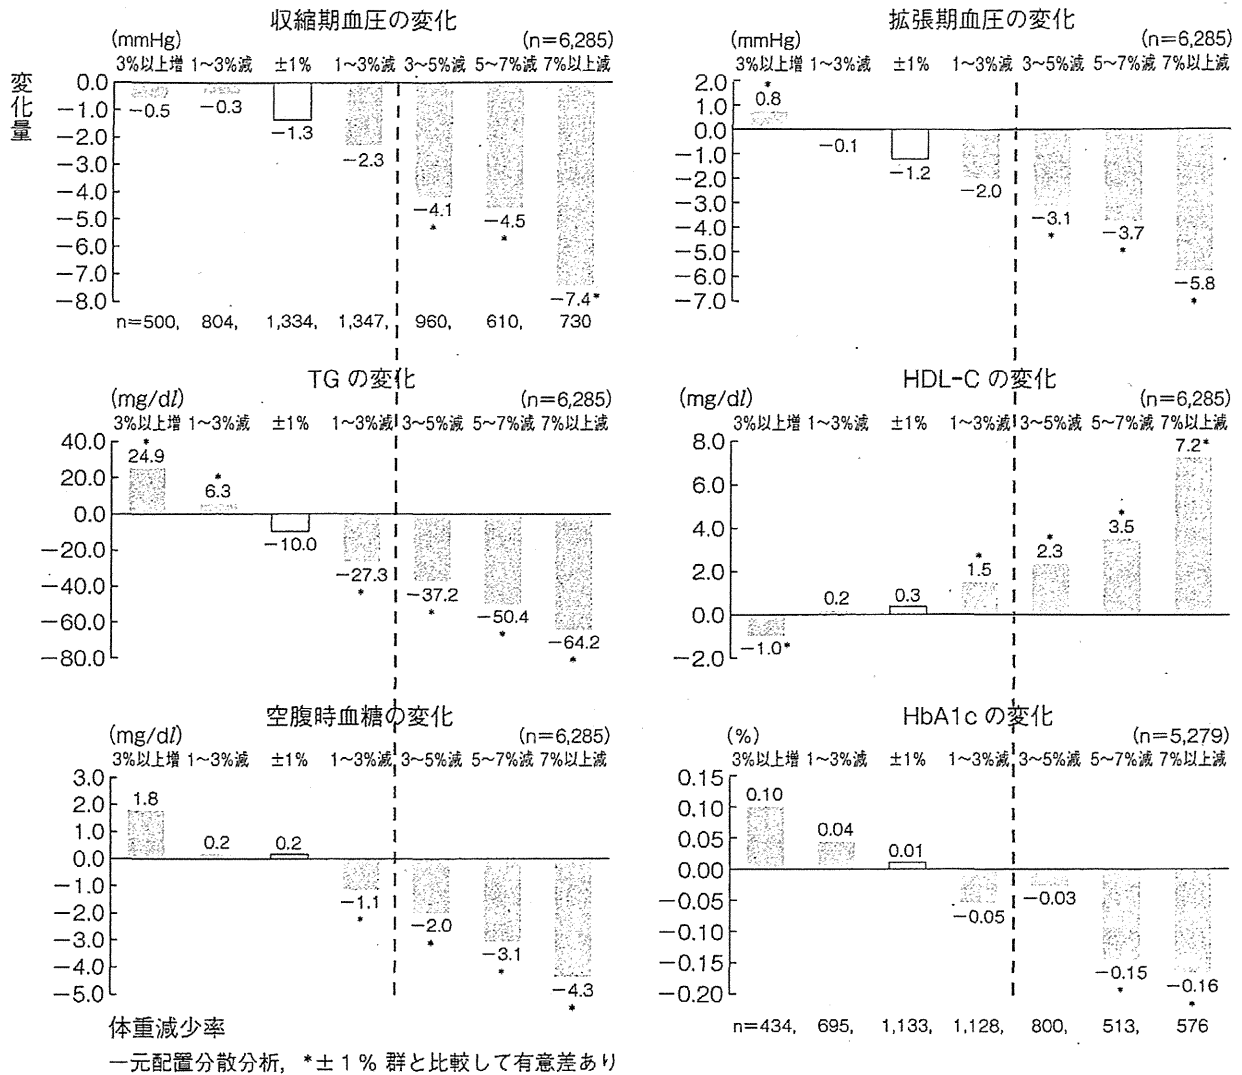 収縮期血圧の変化
(mmHg)
(n=6,285)
3%以上増 1～3%減 ±1% 1～3%減 3～5%減 5～7%減 7%以上減
変化量
0.0
−1.0
−2.0
−3.0
−4.0
−5.0
−6.0
−7.0
−8.0
−0.5 −0.3 −1.3 −2.3 −4.1 −4.5 −7.4*
* *
n=500, 804, 1,334, 1,347, 960, 610, 730
拡張期血圧の変化
(mmHg)
(n=6,285)
3%以上増 1～3%減 ±1% 1～3%減 3～5%減 5～7%減 7%以上減
2.0
1.0
0.0
−1.0
−2.0
−3.0
−4.0
−5.0
−6.0
−7.0
*
0.8 −0.1 −1.2 −2.0 −3.1 −3.7 −5.8
* * *
TG の変化
(mg/dl)
(n=6,285)
3%以上増 1～3%減 ±1% 1～3%減 3～5%減 5～7%減 7%以上減
40.0
20.0
0.0
−20.0
−40.0
−60.0
−80.0
* *
24.9 6.3 −10.0 −27.3 −37.2 −50.4 −64.2
* * * *
HDL-C の変化
(mg/dl)
(n=6,285)
3%以上増 1～3%減 ±1% 1～3%減 3～5%減 5～7%減 7%以上減
8.0
6.0
4.0
2.0
0.0
−2.0
* * *
−1.0* 0.2 0.3 1.5 2.3 3.5 7.2*
空腹時血糖の変化
(mg/dl)
(n=6,285)
3%以上増 1～3%減 ±1% 1～3%減 3～5%減 5～7%減 7%以上減
3.0
2.0
1.0
0.0
−1.0
−2.0
−3.0
−4.0
−5.0
1.8 0.2 0.2 −1.1 −2.0 −3.1 −4.3
* * * *
HbA1c の変化
(%)
(n=5,279)
3%以上増 1～3%減 ±1% 1～3%減 3～5%減 5～7%減 7%以上減
0.15
0.10
0.05
0.00
−0.05
−0.10
−0.15
−0.20
0.10 0.04 0.01 −0.05 −0.03 −0.15 −0.16
* *
n=434, 695, 1,133, 1,128, 800, 513, 576
体重減少率
一元配置分散分析, *±1% 群と比較して有意差あり